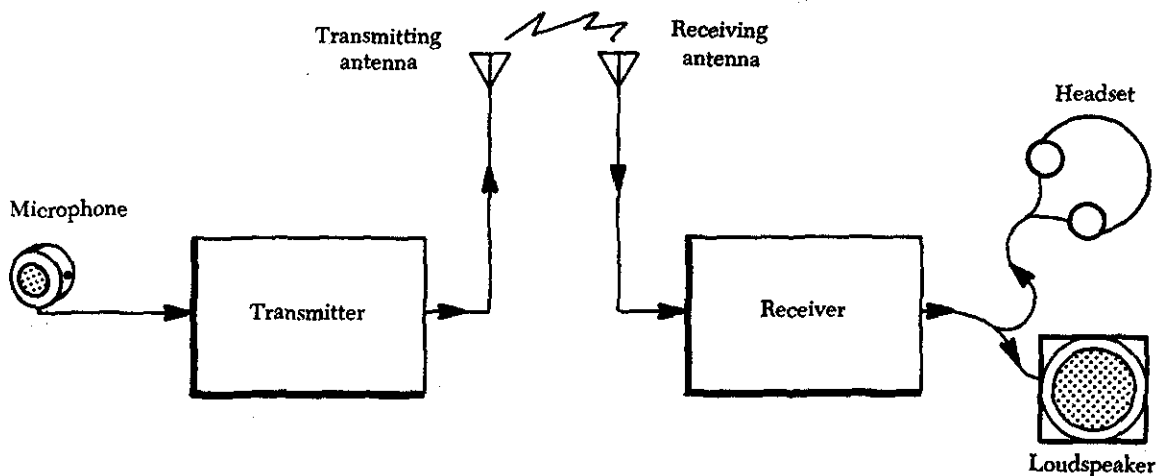 Transmitting
antenna
Receiving
antenna
Headset
Microphone
Transmitter
Receiver
Loudspeaker